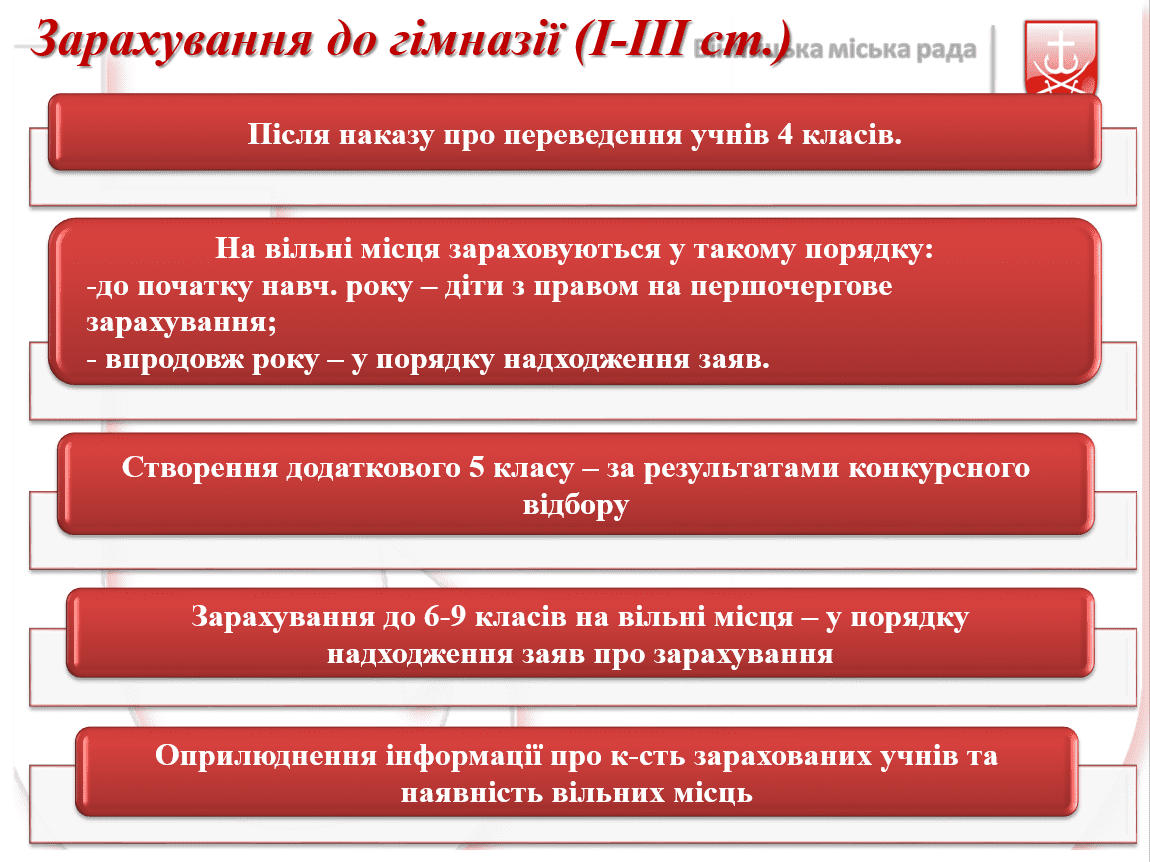 Зарахування до гімназії (І-ІІІ ст.)
Вінницька міська рада
Після наказу про переведення учнів 4 класів.
На вільні місця зараховуються у такому порядку:
-до початку навч. року – діти з правом на першочергове
зарахування;
- впродовж року – у порядку надходження заяв.
Створення додаткового 5 класу – за результатами конкурсного
відбору
Зарахування до 6-9 класів на вільні місця – у порядку
надходження заяв про зарахування
Оприлюднення інформації про к-сть зарахованих учнів та
наявність вільних місць